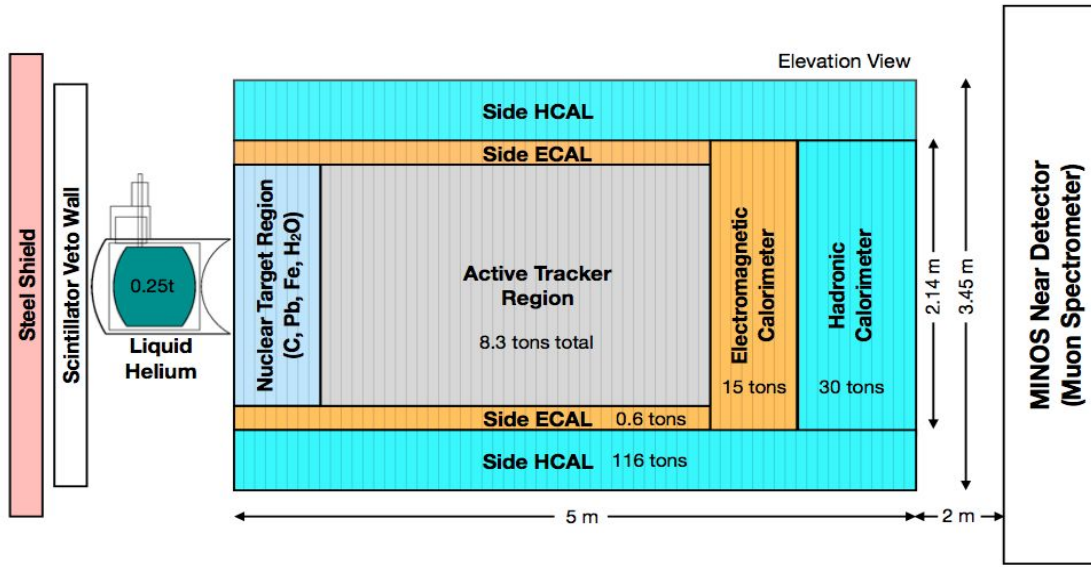 Elevation View
Steel Shield
Scintillator Veto Wall
0.25t
Liquid
Helium
Side HCAL
Side ECAL
Nuclear Target Region
(C, Pb, Fe, H₂O)
Active Tracker
Region
8.3 tons total
Electromagnetic
Calorimeter
15 tons
Hadronic
Calorimeter
30 tons
Side ECAL 0.6 tons
Side HCAL 116 tons
2.14 m
3.45 m
5 m
2 m
MINOS Near Detector
(Muon Spectrometer)